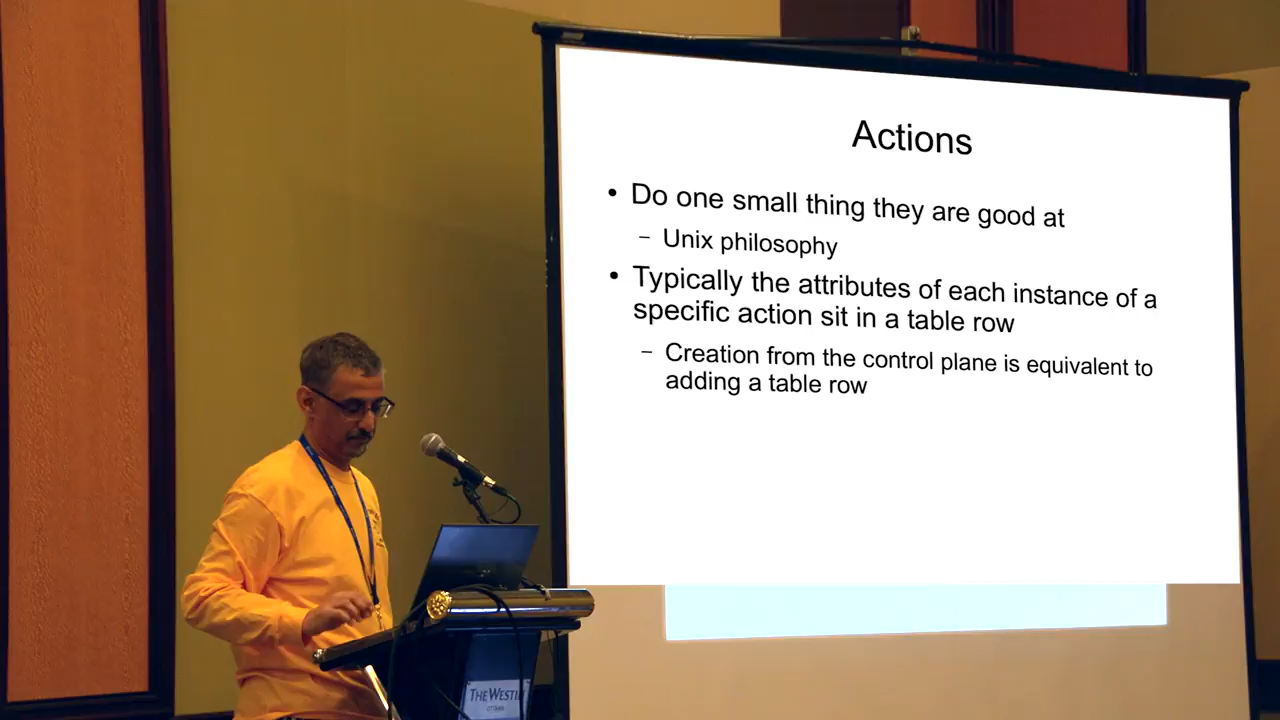 Actions
• Do one small thing they are good at
– Unix philosophy
• Typically the attributes of each instance of a
specific action sit in a table row
– Creation from the control plane is equivalent to
adding a table row
THE WESTIN
OTTAWA